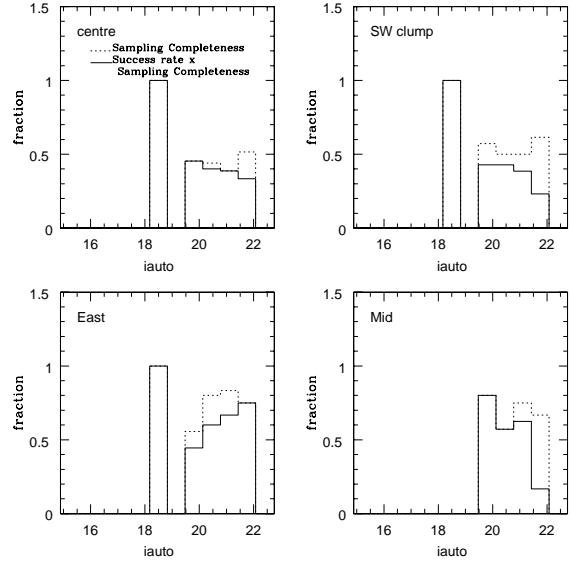 1.5
centre
Sampling Completeness
Success rate x
Sampling Completeness
1
0.5
0
fraction
16 18 20 22
iauto
1.5
SW clump
1
0.5
0
fraction
16 18 20 22
iauto
1.5
East
1
0.5
0
fraction
16 18 20 22
iauto
1.5
Mid
1
0.5
0
fraction
16 18 20 22
iauto